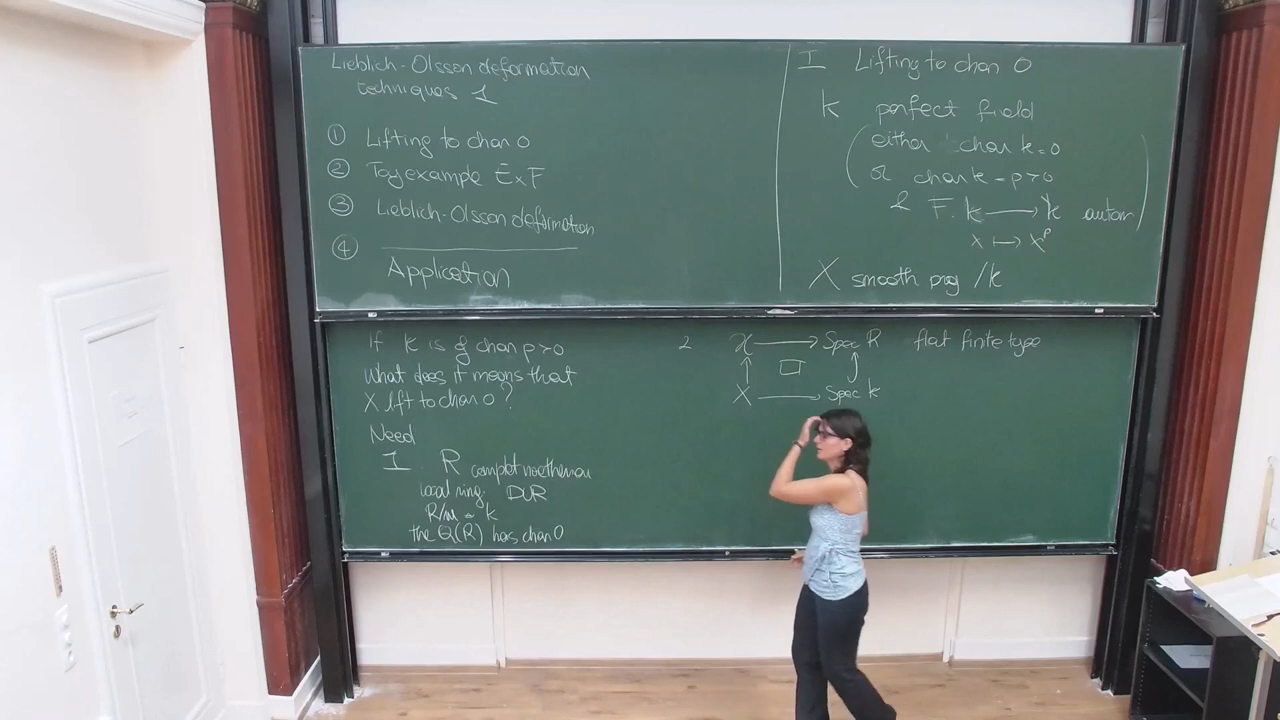 Lieblich-Olsson deformation
techniques 1
① Lifting to char 0
② Toy example E×F
③ Lieblich-Olsson deformation
④
Application
I Lifting to char 0
k perfect field
(either char k=0
or char k=p>0
& F: k → k autom)
x ↦ x^p
X smooth proj /k
If k is of char p>0
What does it means that
X lift to char 0?
Need
1 R complet noetherian
local ring DVR
R/m ≃ k
the Q(R) has char 0
2 𝒳 → Spec R flat finite type
↑ □ ↑
X → Spec k